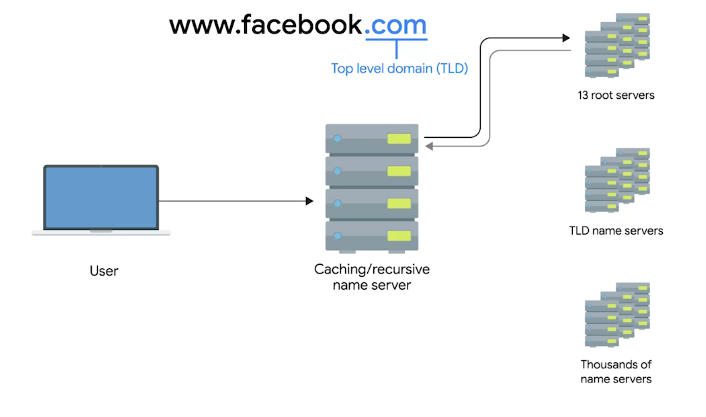 www.facebook.com
Top level domain (TLD)
13 root servers
TLD name servers
User
Caching/recursive
name server
Thousands of
name servers